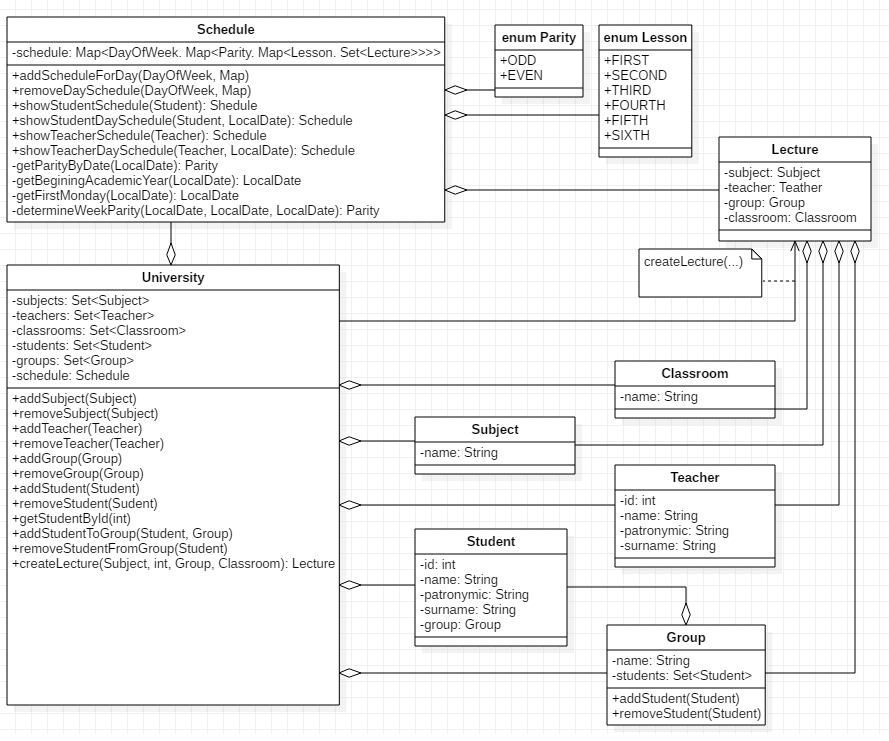 Schedule
-schedule: Map<DayOfWeek. Map<Parity. Map<Lesson. Set<Lecture>>>>
+addScheduleForDay(DayOfWeek, Map)
+removeDaySchedule(DayOfWeek, Map)
+showStudentSchedule(Student): Shedule
+showStudentDaySchedule(Student, LocalDate): Schedule
+showTeacherSchedule(Teacher): Schedule
+showTeacherDaySchedule(Teacher, LocalDate): Schedule
-getParityByDate(LocalDate): Parity
-getBeginingAcademicYear(LocalDate): LocalDate
-getFirstMonday(LocalDate): LocalDate
-determineWeekParity(LocalDate, LocalDate, LocalDate): Parity
enum Parity
+ODD
+EVEN
enum Lesson
+FIRST
+SECOND
+THIRD
+FOURTH
+FIFTH
+SIXTH
Lecture
-subject: Subject
-teacher: Teather
-group: Group
-classroom: Classroom
createLecture(...)
University
-subjects: Set<Subject>
-teachers: Set<Teacher>
-classrooms: Set<Classroom>
-students: Set<Student>
-groups: Set<Group>
-schedule: Schedule
+addSubject(Subject)
+removeSubject(Subject)
+addTeacher(Teacher)
+removeTeacher(Teacher)
+addGroup(Group)
+removeGroup(Group)
+addStudent(Student)
+removeStudent(Sudent)
+getStudentById(int)
+addStudentToGroup(Student, Group)
+removeStudentFromGroup(Student)
+createLecture(Subject, int, Group, Classroom): Lecture
Classroom
-name: String
Subject
-name: String
Teacher
-id: int
-name: String
-patronymic: String
-surname: String
Student
-id: int
-name: String
-patronymic: String
-surname: String
-group: Group
Group
-name: String
-students: Set<Student>
+addStudent(Student)
+removeStudent(Student)